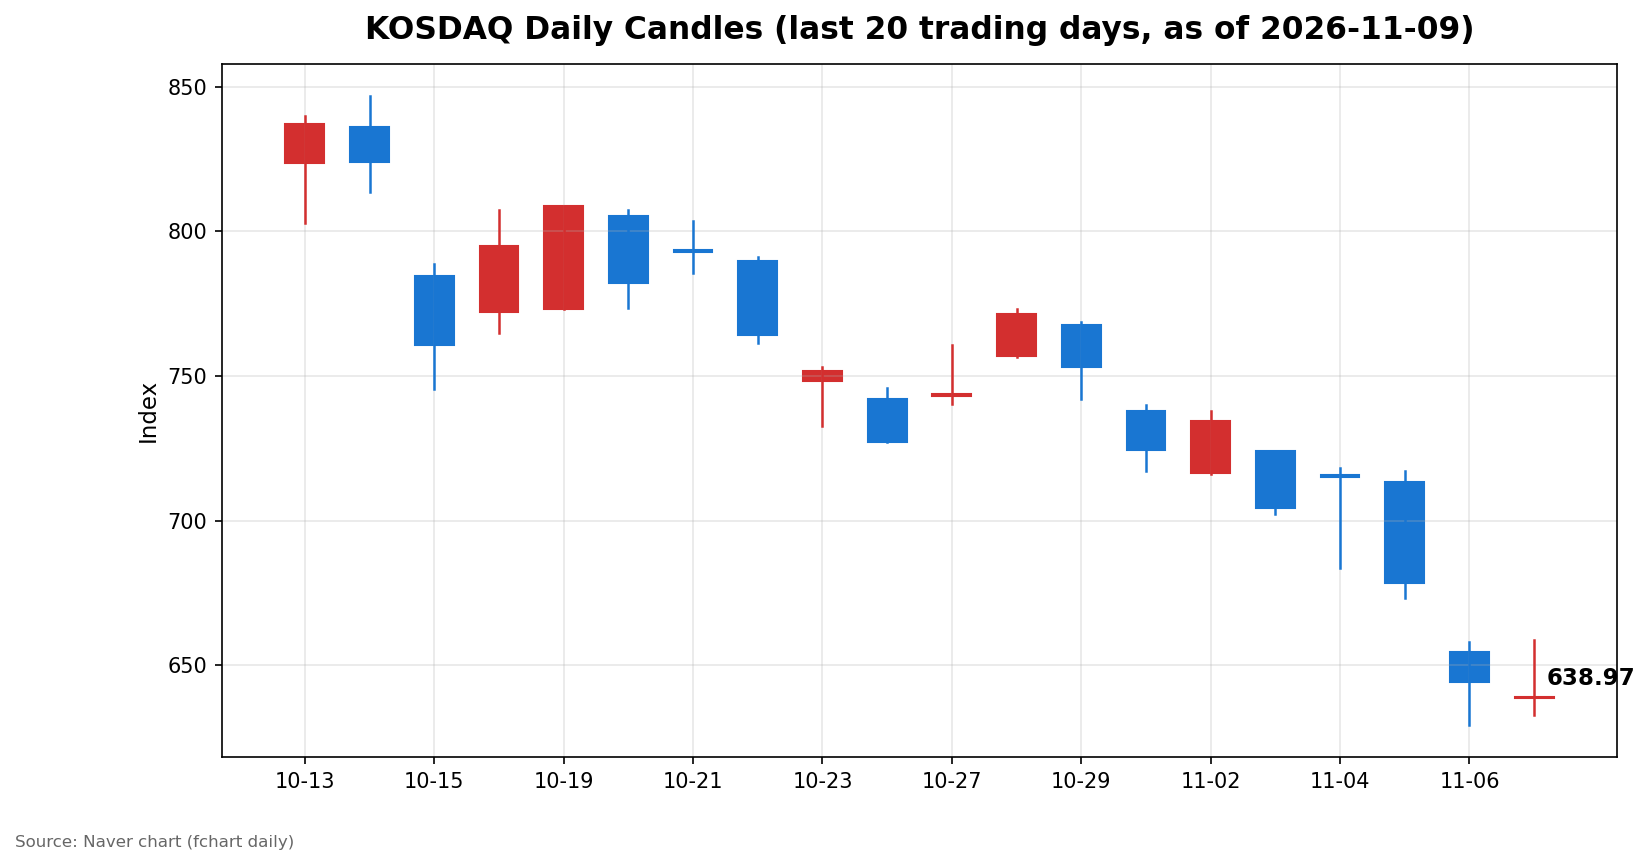 KOSDAQ Daily Candles (last 20 trading days, as of 2026-11-09)
Index
850
800
750
700
650
638.97
10-13 10-15 10-19 10-21 10-23 10-27 10-29 11-02 11-04 11-06
Source: Naver chart (fchart daily)